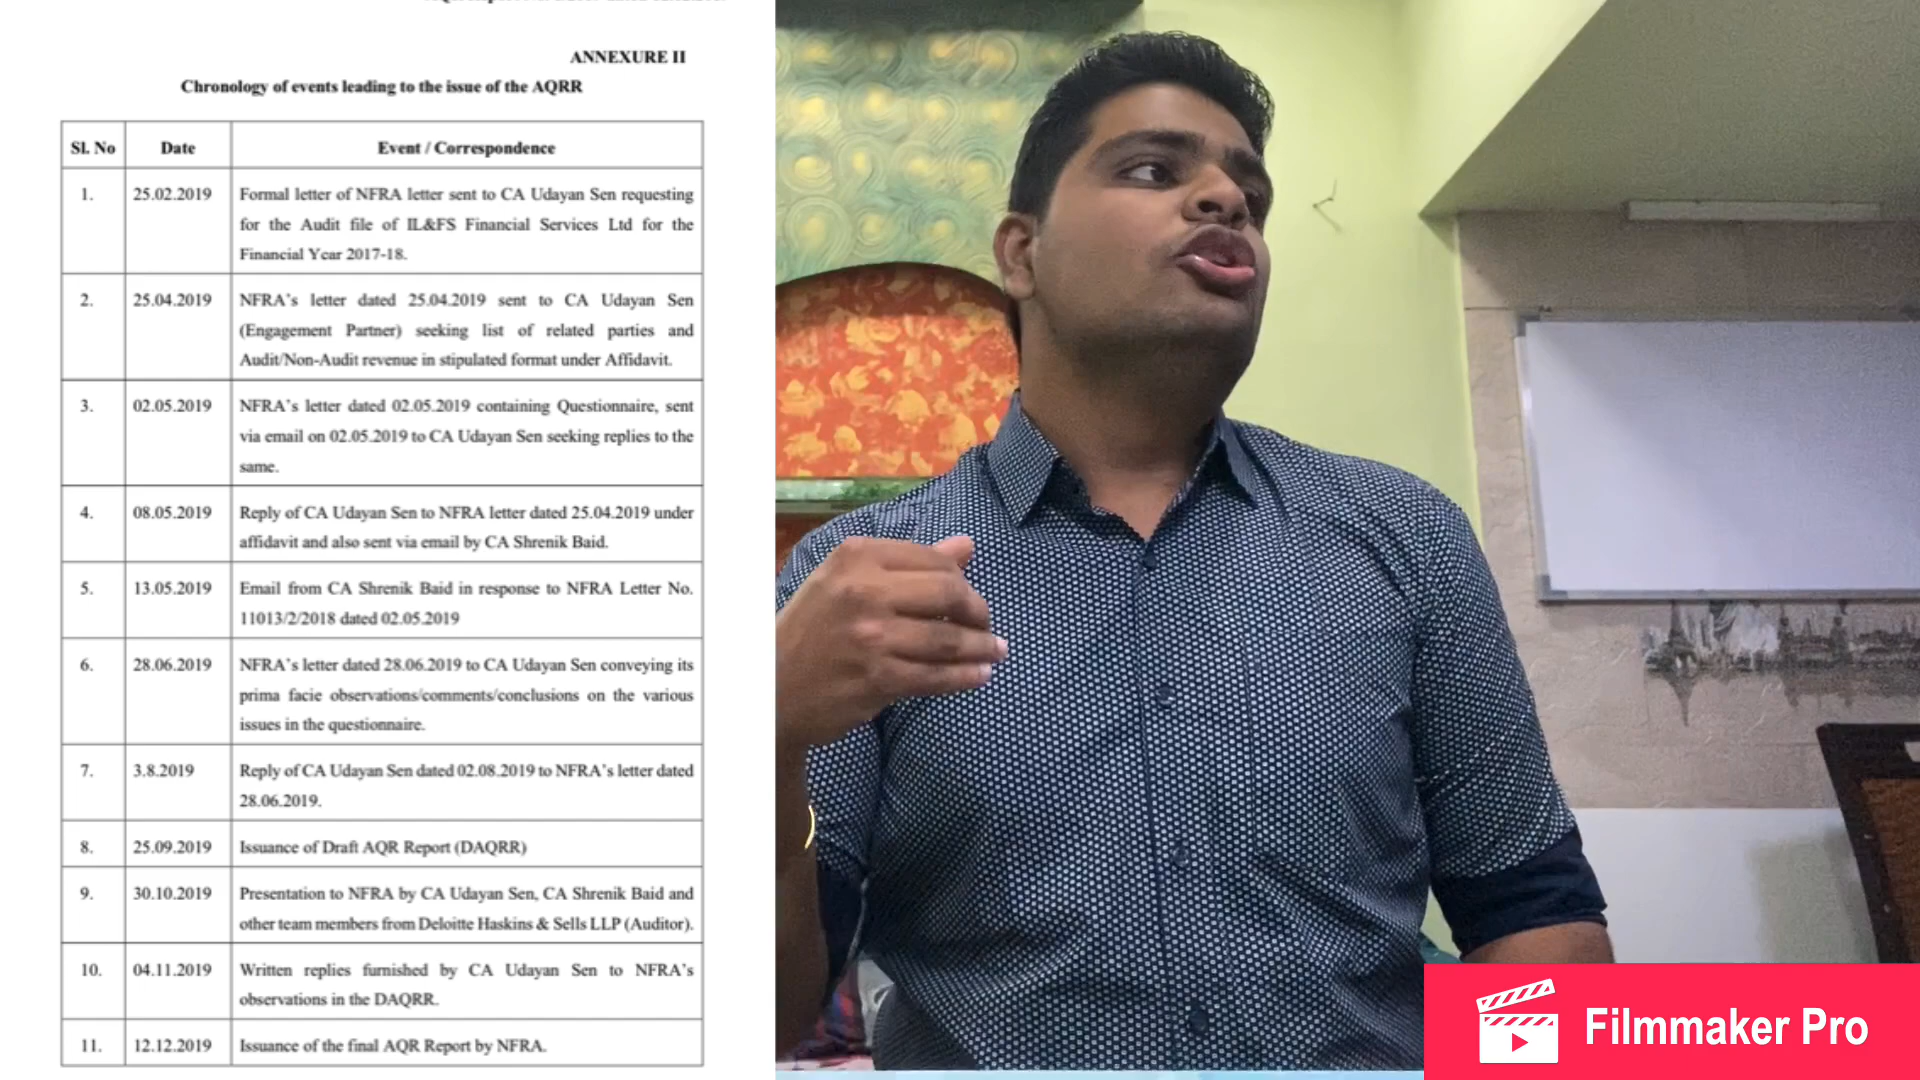 ANNEXURE II
Chronology of events leading to the issue of the AQRR
Sl. No Date Event / Correspondence
1. 25.02.2019 Formal letter of NFRA letter sent to CA Udayan Sen requesting
for the Audit file of IL&FS Financial Services Ltd for the
Financial Year 2017-18.
2. 25.04.2019 NFRA's letter dated 25.04.2019 sent to CA Udayan Sen
(Engagement Partner) seeking list of related parties and
Audit/Non-Audit revenue in stipulated format under Affidavit.
3. 02.05.2019 NFRA's letter dated 02.05.2019 containing Questionnaire, sent
via email on 02.05.2019 to CA Udayan Sen seeking replies to the
same.
4. 08.05.2019 Reply of CA Udayan Sen to NFRA letter dated 25.04.2019 under
affidavit and also sent via email by CA Shrenik Baid.
5. 13.05.2019 Email from CA Shrenik Baid in response to NFRA Letter No.
11013/2/2018 dated 02.05.2019
6. 28.06.2019 NFRA's letter dated 28.06.2019 to CA Udayan Sen conveying its
prima facie observations/comments/conclusions on the various
issues in the questionnaire.
7. 3.8.2019 Reply of CA Udayan Sen dated 02.08.2019 to NFRA's letter dated
28.06.2019.
8. 25.09.2019 Issuance of Draft AQR Report (DAQRR)
9. 30.10.2019 Presentation to NFRA by CA Udayan Sen, CA Shrenik Baid and
other team members from Deloitte Haskins & Sells LLP (Auditor).
10. 04.11.2019 Written replies furnished by CA Udayan Sen to NFRA's
observations in the DAQRR.
11. 12.12.2019 Issuance of the final AQR Report by NFRA.
Filmmaker Pro